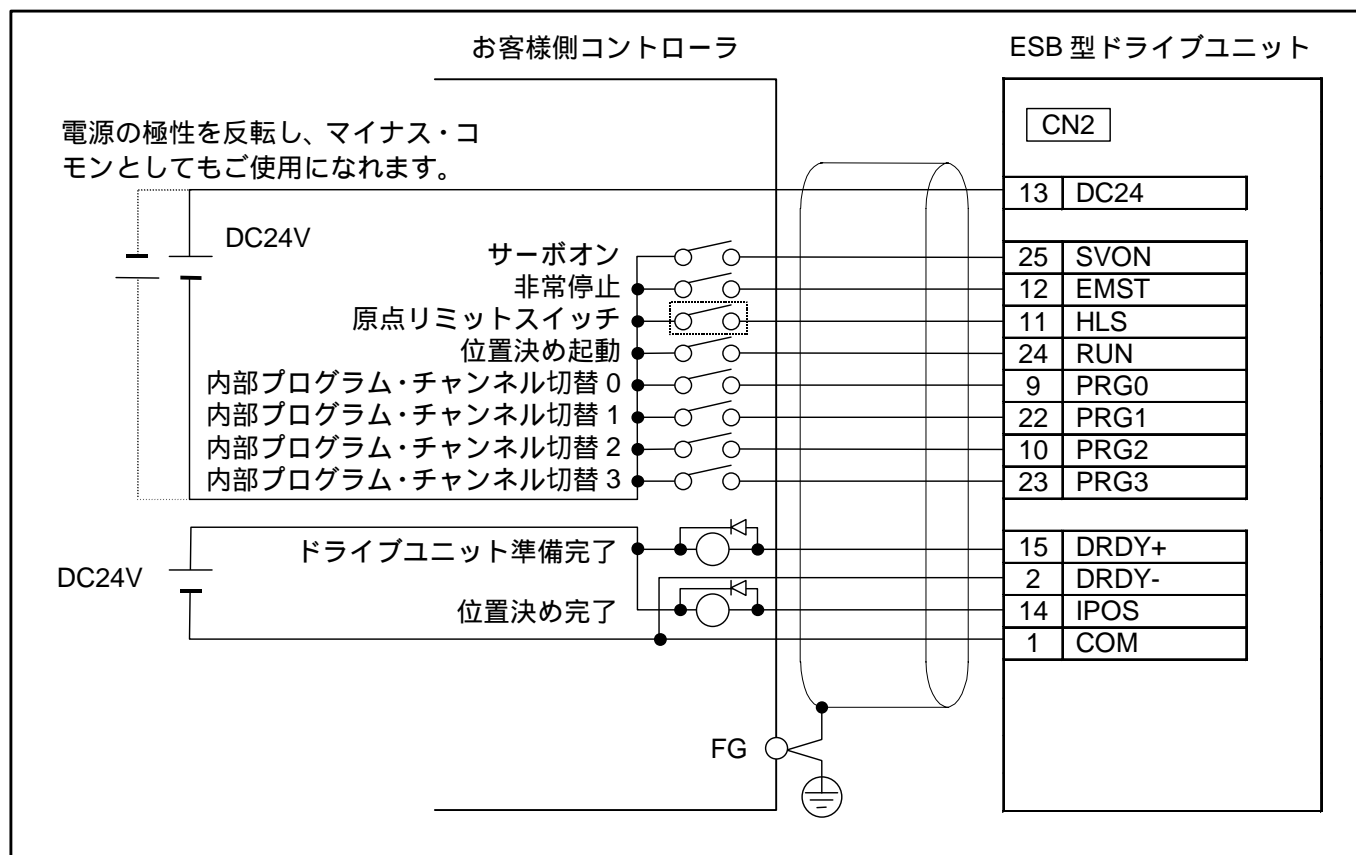 お客様側コントローラ
ESB 型ドライブユニット
電源の極性を反転し、マイナス・コ
モンとしてもご使用になれます。
CN2
13 DC24
DC24V
サーボオン
25 SVON
非常停止
12 EMST
原点リミットスイッチ
11 HLS
位置決め起動
24 RUN
内部プログラム・チャンネル切替 0
9 PRG0
内部プログラム・チャンネル切替 1
22 PRG1
内部プログラム・チャンネル切替 2
10 PRG2
内部プログラム・チャンネル切替 3
23 PRG3
DC24V
ドライブユニット準備完了
15 DRDY+
2 DRDY-
位置決め完了
14 IPOS
1 COM
FG